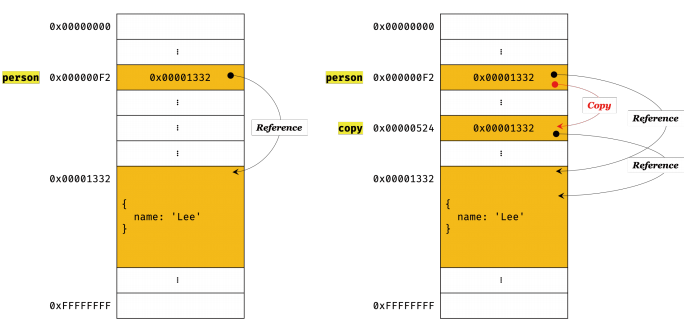 0x00000000
⋮
person 0x000000F2 0x00001332
⋮
⋮
Reference
⋮
0x00001332
{
name: 'Lee'
}
⋮
0xFFFFFFFF
0x00000000
⋮
person 0x000000F2 0x00001332
⋮
Copy
Reference
copy 0x00000524 0x00001332
⋮
Reference
0x00001332
{
name: 'Lee'
}
⋮
0xFFFFFFFF